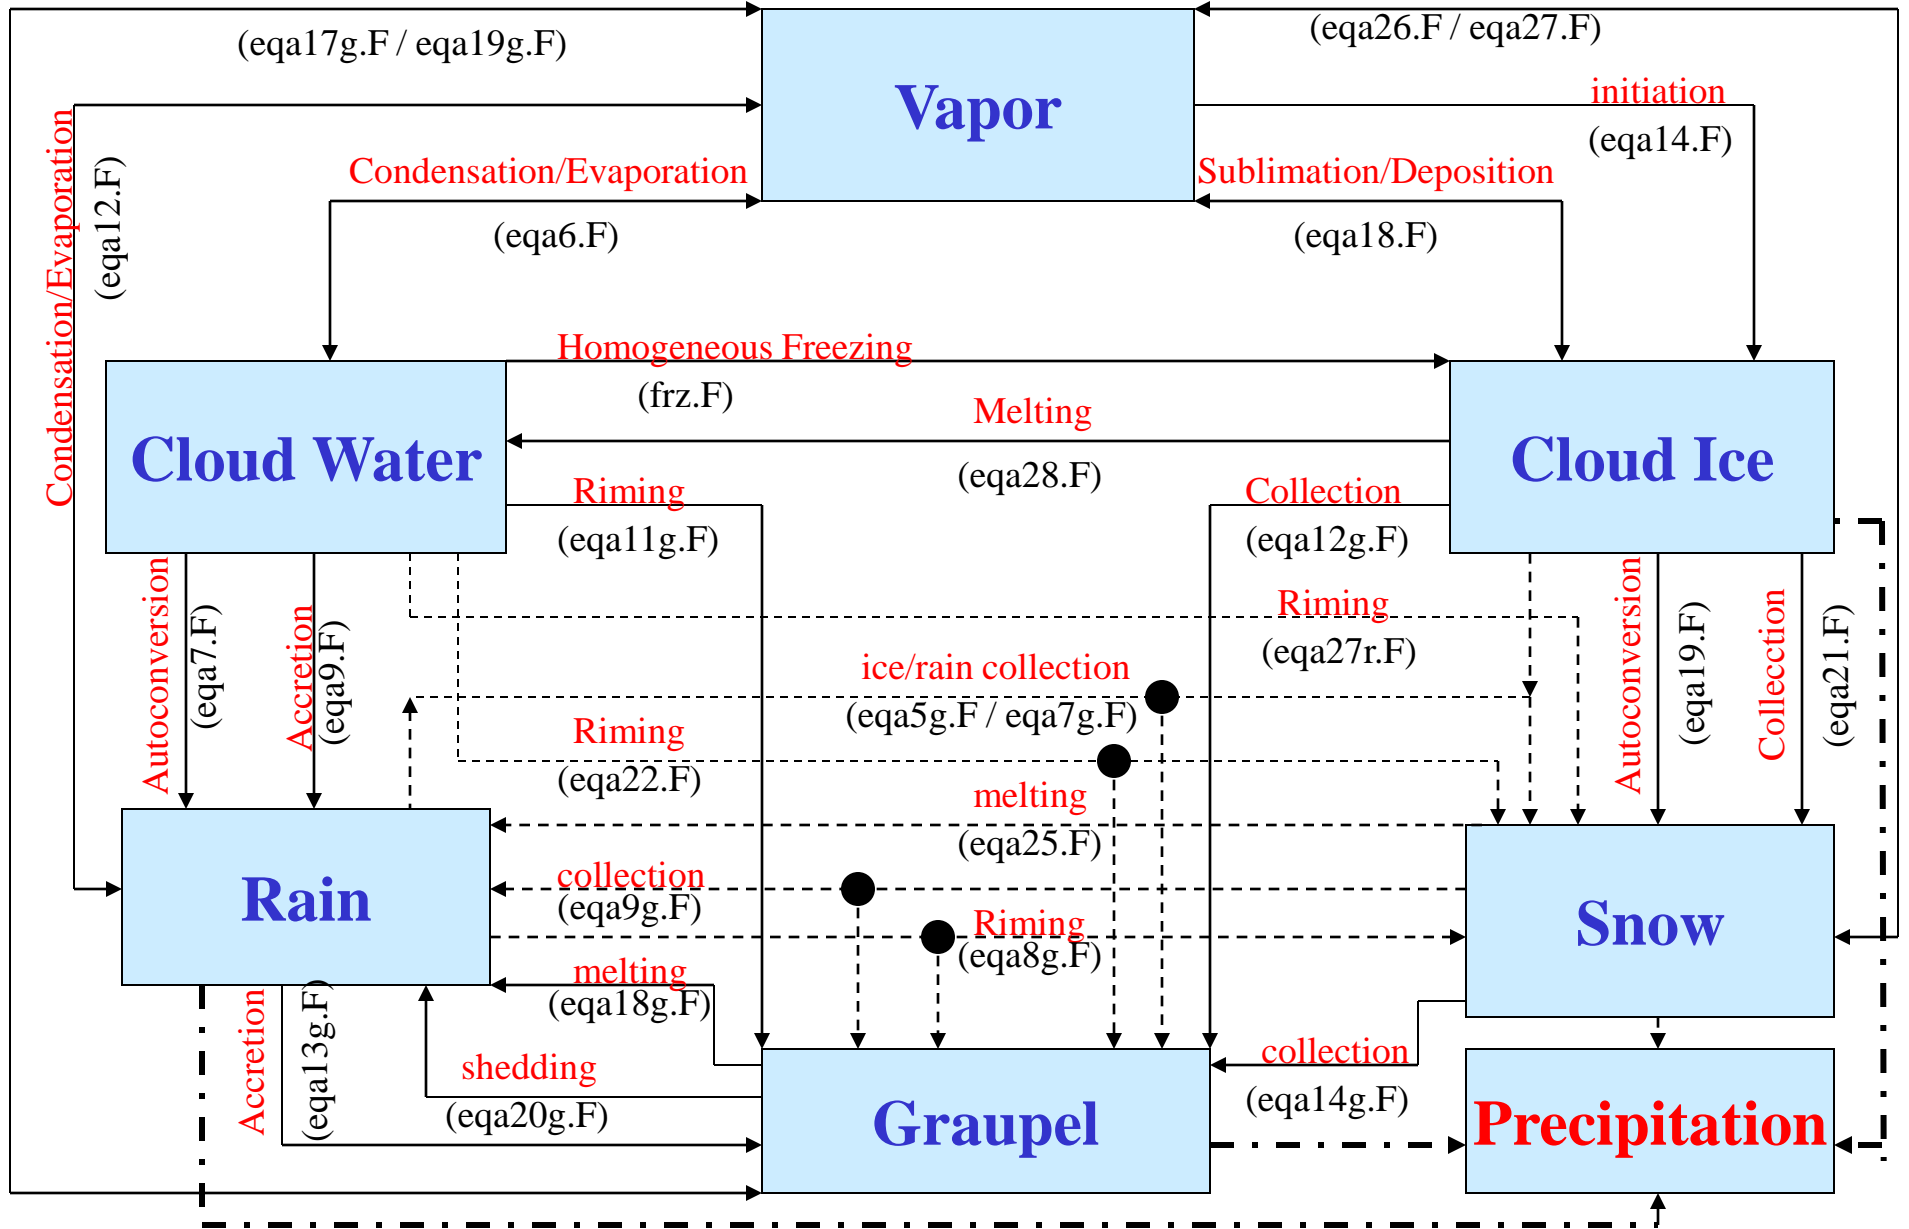 (eqa17g.F / eqa19g.F)
(eqa26.F / eqa27.F)
Vapor
initiation
(eqa14.F)
Condensation/Evaporation
(eqa12.F)
Condensation/Evaporation
(eqa6.F)
Sublimation/Deposition
(eqa18.F)
Homogeneous Freezing
(frz.F)
Melting
(eqa28.F)
Cloud Water
Cloud Ice
Riming
(eqa11g.F)
Collection
(eqa12g.F)
Autoconversion
(eqa7.F)
Accretion
(eqa9.F)
Riming
(eqa27r.F)
Autoconversion
(eqa19.F)
Collecction
(eqa21.F)
ice/rain collection
(eqa5g.F / eqa7g.F)
Riming
(eqa22.F)
melting
(eqa25.F)
Rain
collection
(eqa9g.F)
Riming
(eqa8g.F)
Snow
melting
(eqa18g.F)
Accretion
(eqa13g.F)
shedding
(eqa20g.F)
collection
(eqa14g.F)
Graupel
Precipitation